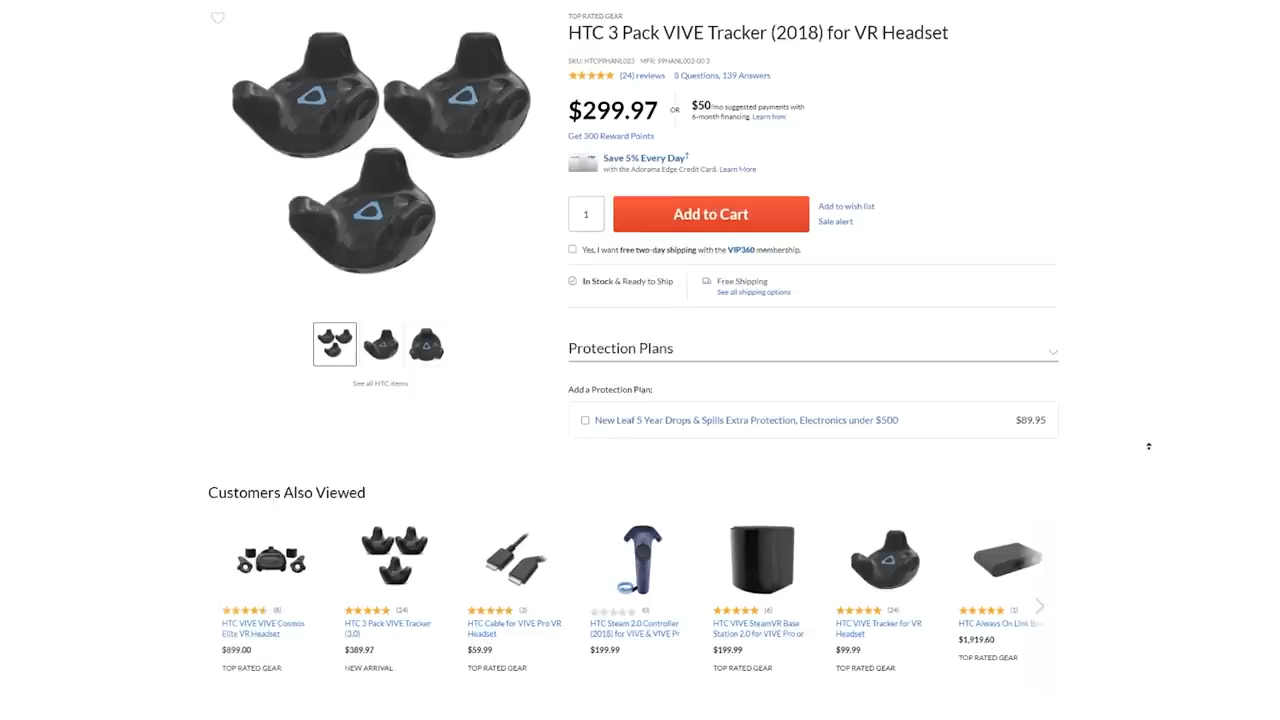 TOP RATED GEAR
HTC 3 Pack VIVE Tracker (2018) for VR Headset
SKU: HTC99HANL023 MFR: 99HANL002-00 3
(24) reviews 8 Questions, 139 Answers
$299.97 OR $50/mo suggested payments with
6-month financing. Learn how
Get 300 Reward Points
Save 5% Every Day†
with the Adorama Edge Credit Card. Learn More
1 Add to Cart Add to wish list
Sale alert
Yes, I want free two-day shipping with the VIP360 membership.
In Stock & Ready to Ship Free Shipping
See all shipping options
Protection Plans
See all HTC items
Add a Protection Plan:
New Leaf 5 Year Drops & Spills Extra Protection, Electronics under $500 $89.95
Customers Also Viewed
(8) (24) (3) (0) (6) (24) (1)
HTC VIVE VIVE Cosmos HTC 3 Pack VIVE Tracker HTC Cable for VIVE Pro VR HTC Steam 2.0 Controller HTC VIVE SteamVR Base HTC VIVE Tracker for VR HTC Always On Link
Elite VR Headset (3.0) Headset (2018) for VIVE & VIVE Pr Station 2.0 for VIVE Pro or Headset $1,919.60
$899.00 $389.97 $59.99 $199.99 $199.99 $99.99 TOP RATED GEAR
TOP RATED GEAR NEW ARRIVAL TOP RATED GEAR TOP RATED GEAR TOP RATED GEAR